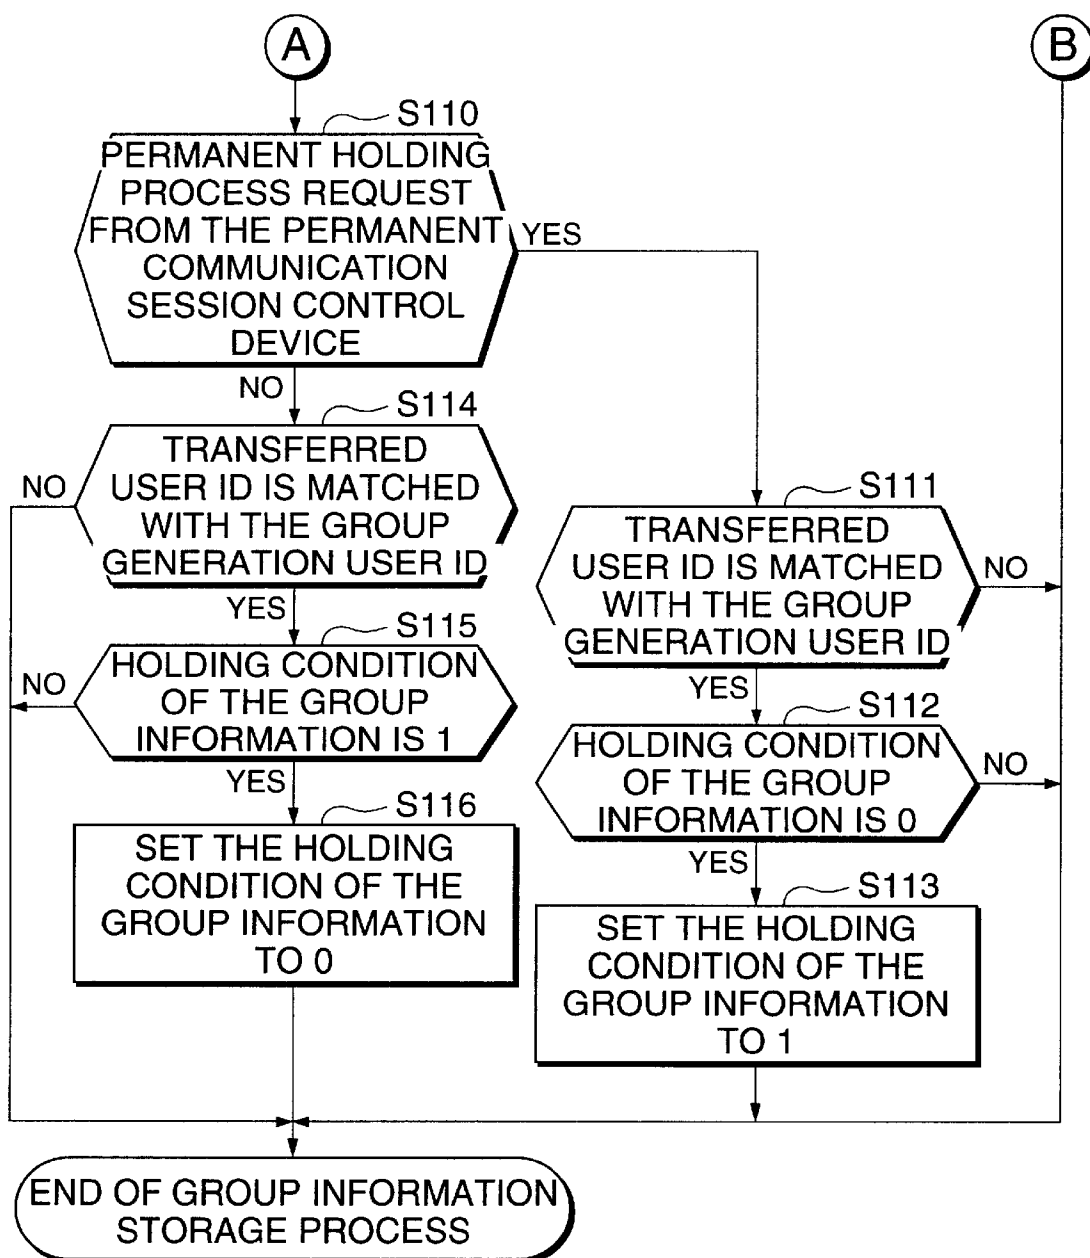 A
B
S110
PERMANENT HOLDING
PROCESS REQUEST
FROM THE PERMANENT
COMMUNICATION
SESSION CONTROL
DEVICE
YES
NO
S114
TRANSFERRED
USER ID IS MATCHED
WITH THE GROUP
GENERATION USER ID
NO
YES
S111
TRANSFERRED
USER ID IS MATCHED
WITH THE GROUP
GENERATION USER ID
NO
YES
S115
HOLDING CONDITION
OF THE GROUP
INFORMATION IS 1
NO
YES
S112
HOLDING CONDITION
OF THE GROUP
INFORMATION IS 0
NO
YES
S116
SET THE HOLDING
CONDITION OF THE
GROUP INFORMATION
TO 0
S113
SET THE HOLDING
CONDITION OF THE
GROUP INFORMATION
TO 1
END OF GROUP INFORMATION
STORAGE PROCESS